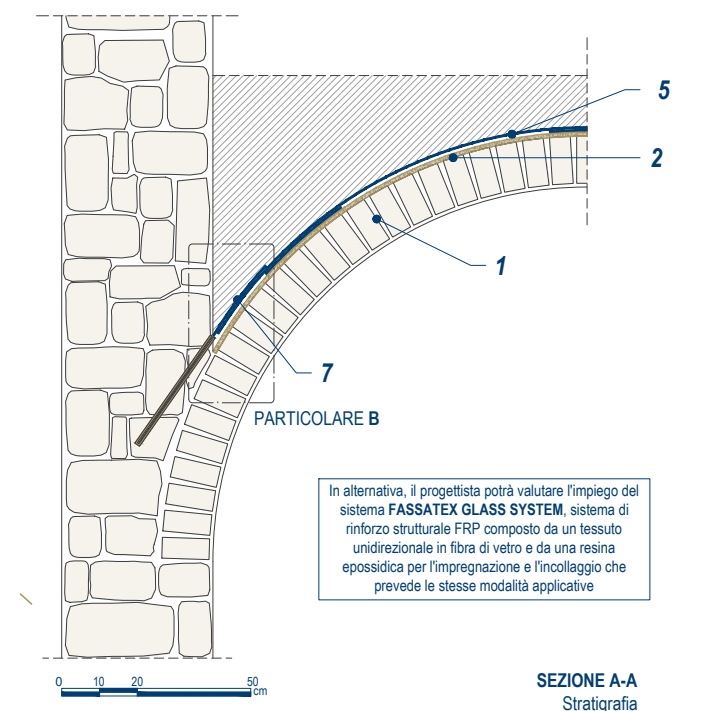 5
2
1
7
PARTICOLARE B
In alternativa, il progettista potrà valutare l'impiego del
sistema FASSATEX GLASS SYSTEM, sistema di
rinforzo strutturale FRP composto da un tessuto
unidirezionale in fibra di vetro e da una resina
epossidica per l'impregnazione e l'incollaggio che
prevede le stesse modalità applicative
0 10 20 50
cm
SEZIONE A-A
Stratigrafia